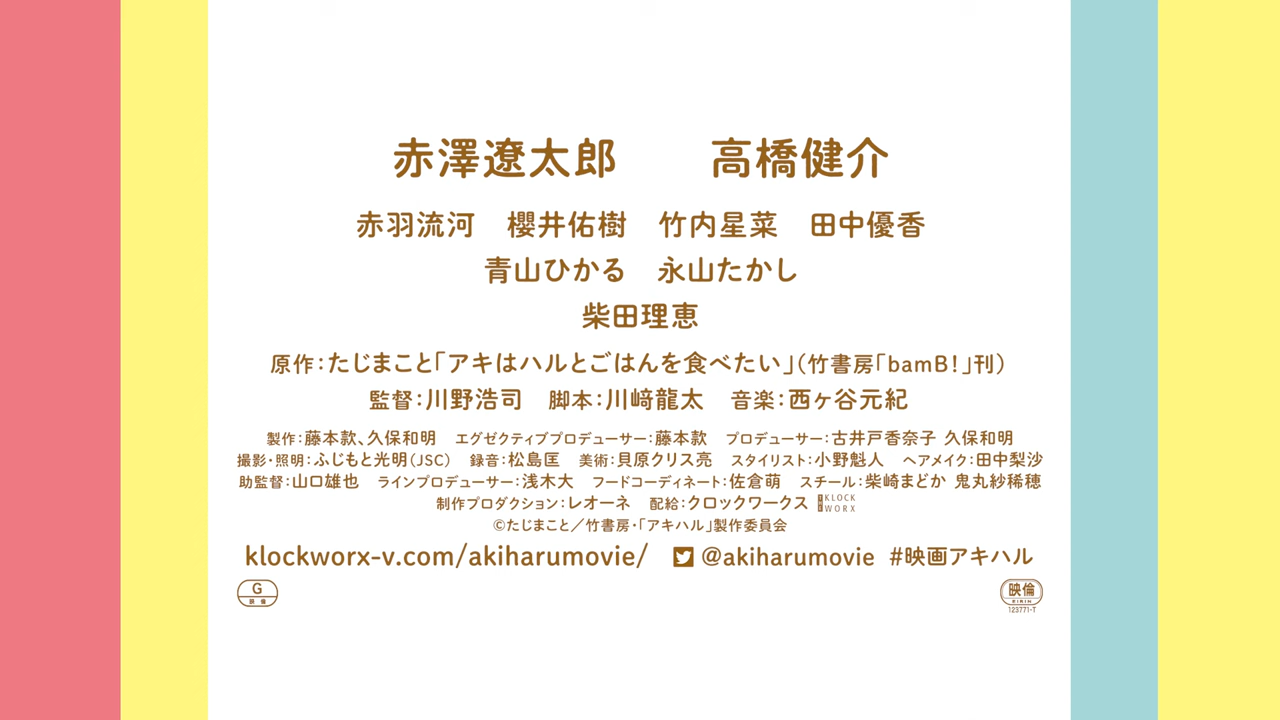 赤澤遼太郎　高橋健介
赤羽流河　櫻井佑樹　竹内星菜　田中優香
青山ひかる　永山たかし
柴田理恵
原作：たじまこと「アキはハルとごはんを食べたい」（竹書房「bamB！」刊）
監督：川野浩司　脚本：川﨑龍太　音楽：西ヶ谷元紀
製作：藤本款、久保和明　エグゼクティブプロデューサー：藤本款　プロデューサー：古井戸香奈子 久保和明
撮影・照明：ふじもと光明（JSC）　録音：松島匡　美術：貝原クリス亮　スタイリスト：小野魁人　ヘアメイク：田中梨沙
助監督：山口雄也　ラインプロデューサー：浅木大　フードコーディネート：佐倉萌　スチール：柴崎まどか 鬼丸紗稀穂
制作プロダクション：レオーネ　配給：クロックワークス THE KLOCK WORX
©たじまこと／竹書房・「アキハル」製作委員会
klockworx-v.com/akiharumovie/　@akiharumovie #映画アキハル
G 映倫
映倫 EIRIN 123771-T